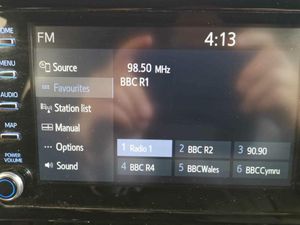 FM
4:13
HOME
MENU
AUDIO
MAP
POWER
VOLUME
Source
Favourites
Station list
Manual
Options
Sound
98.50 MHz
BBC R1
1 Radio 1
2 BBC R2
3 90.90
4 BBC R4
5 BBCWales
6 BBCCymru